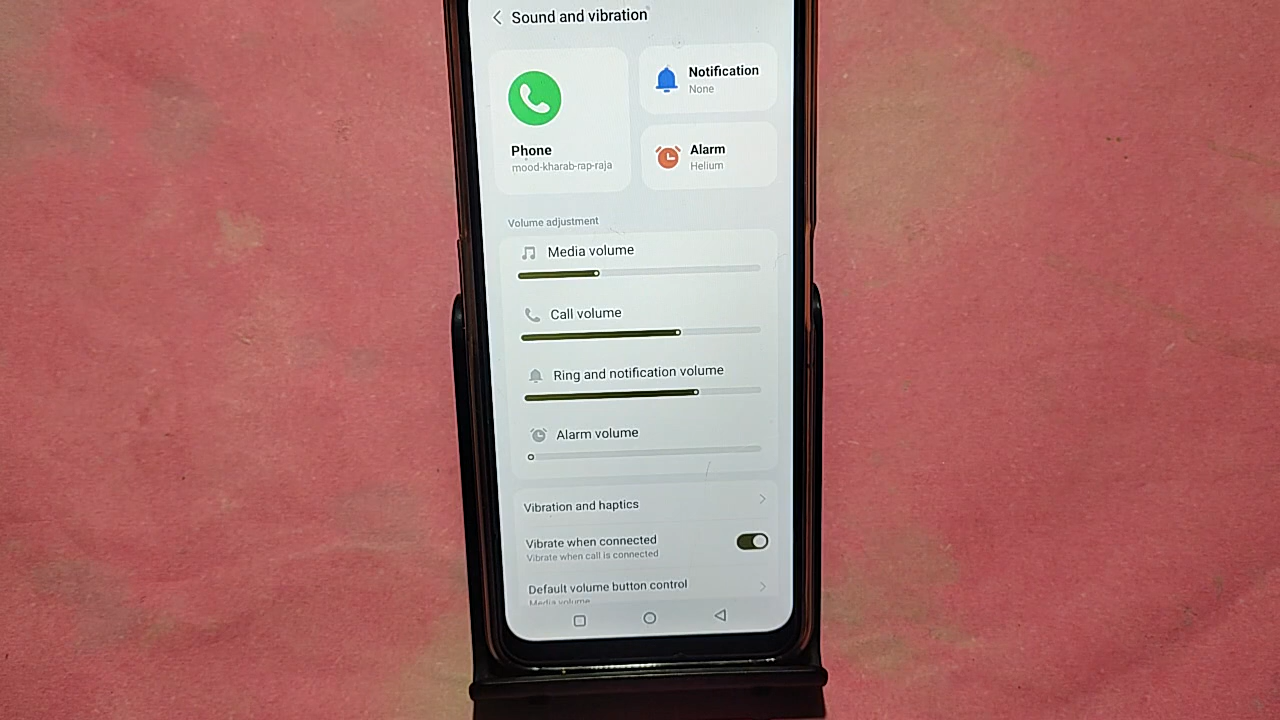 Sound and vibration
Phone
mood-kharab-rap-raja
Notification
None
Alarm
Helium
Volume adjustment
Media volume
Call volume
Ring and notification volume
Alarm volume
Vibration and haptics
Vibrate when connected
Vibrate when call is connected
Default volume button control
Media volume